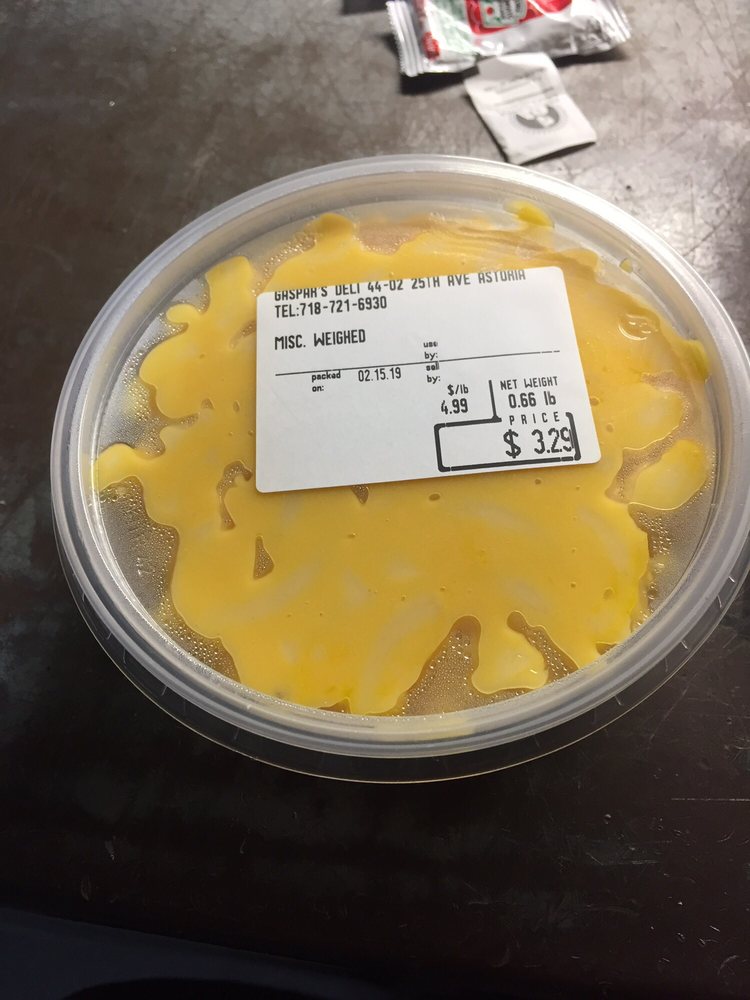 GASPAR'S DELI 44-02 25TH AVE ASTORIA
TEL:718-721-6930
MISC. WEIGHED
use by:
packed on: 02.15.19 sell by:
$/lb 4.99
NET WEIGHT 0.66 lb
PRICE
$ 3.29